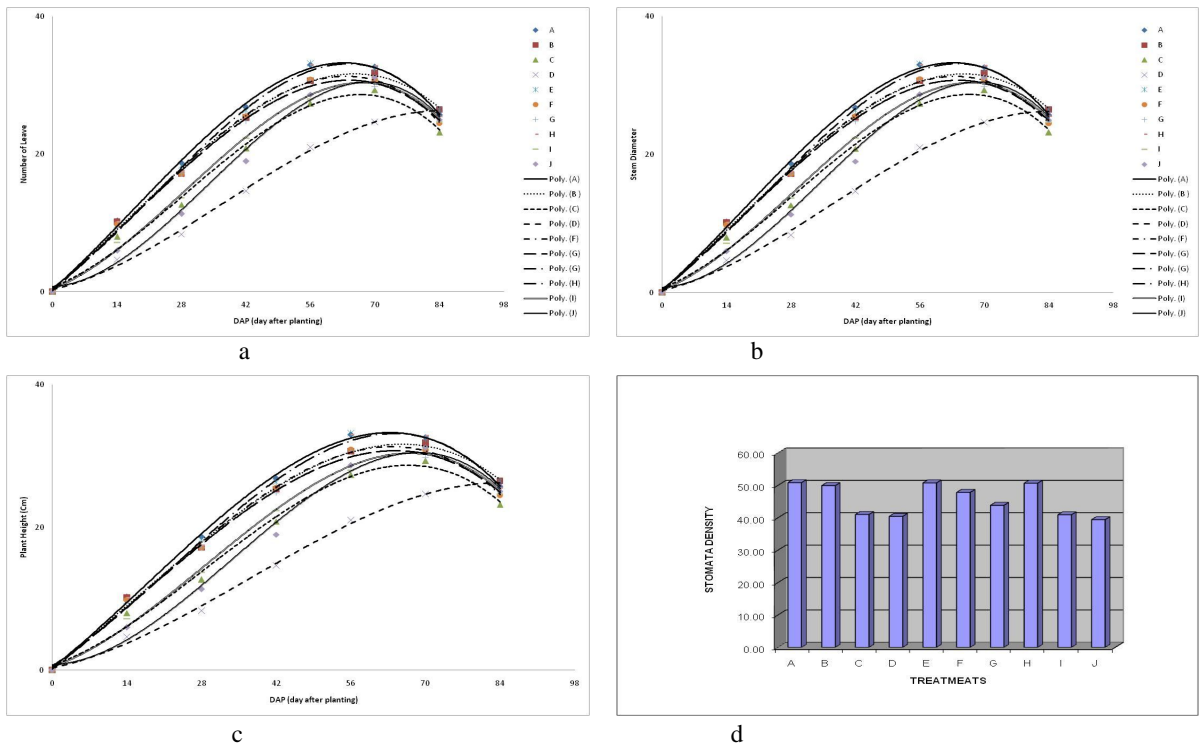 40
20
0
Number of Leave
0 14 28 42 56 70 84 98
DAP (day after planting)
A
B
C
D
E
F
G
H
I
J
Poly. (A)
Poly. (B )
Poly. (C)
Poly. (D)
Poly. (F)
Poly. (G)
Poly. (G)
Poly. (H)
Poly. (I)
Poly. (J)
a
40
20
0
Stem Diameter
0 14 28 42 56 70 84 98
DAP (day after planting)
A
B
C
D
E
F
G
H
I
J
Poly. (A)
Poly. (B )
Poly. (C)
Poly. (D)
Poly. (F)
Poly. (G)
Poly. (G)
Poly. (H)
Poly. (I)
Poly. (J)
b
40
20
0
Plant Height (Cm)
0 14 28 42 56 70 84 98
DAP (day after planting)
c
60.00
50.00
40.00
30.00
20.00
10.00
0.00
STOMATA DENSITY
A B C D E F G H I J
TREATMEATS
d